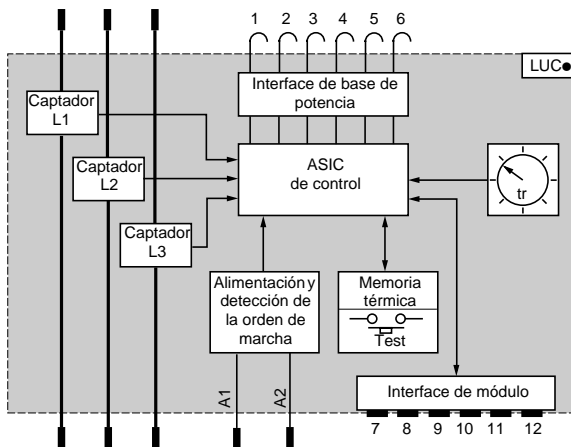 1 2 3 4 5 6
LUC
Interface de base de
potencia
Captador
L1
ASIC
de control
Captador
L2
tr
Captador
L3
Alimentación y
detección de
la orden de
marcha
Memoria
térmica
Test
A1
A2
Interface de módulo
7 8 9 10 11 12